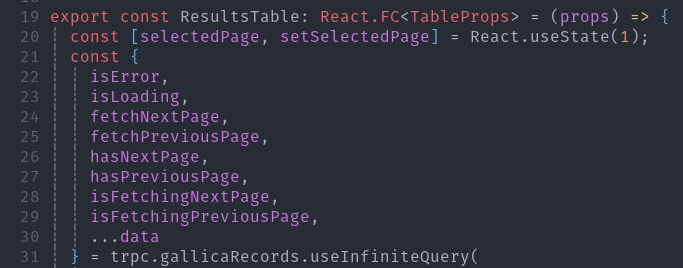 19 export const ResultsTable: React.FC<TableProps> = (props) => {
20 const [selectedPage, setSelectedPage] = React.useState(1);
21 const {
22 isError,
23 isLoading,
24 fetchNextPage,
25 fetchPreviousPage,
26 hasNextPage,
27 hasPreviousPage,
28 isFetchingNextPage,
29 isFetchingPreviousPage,
30 ...data
31 } = trpc.gallicaRecords.useInfiniteQuery(